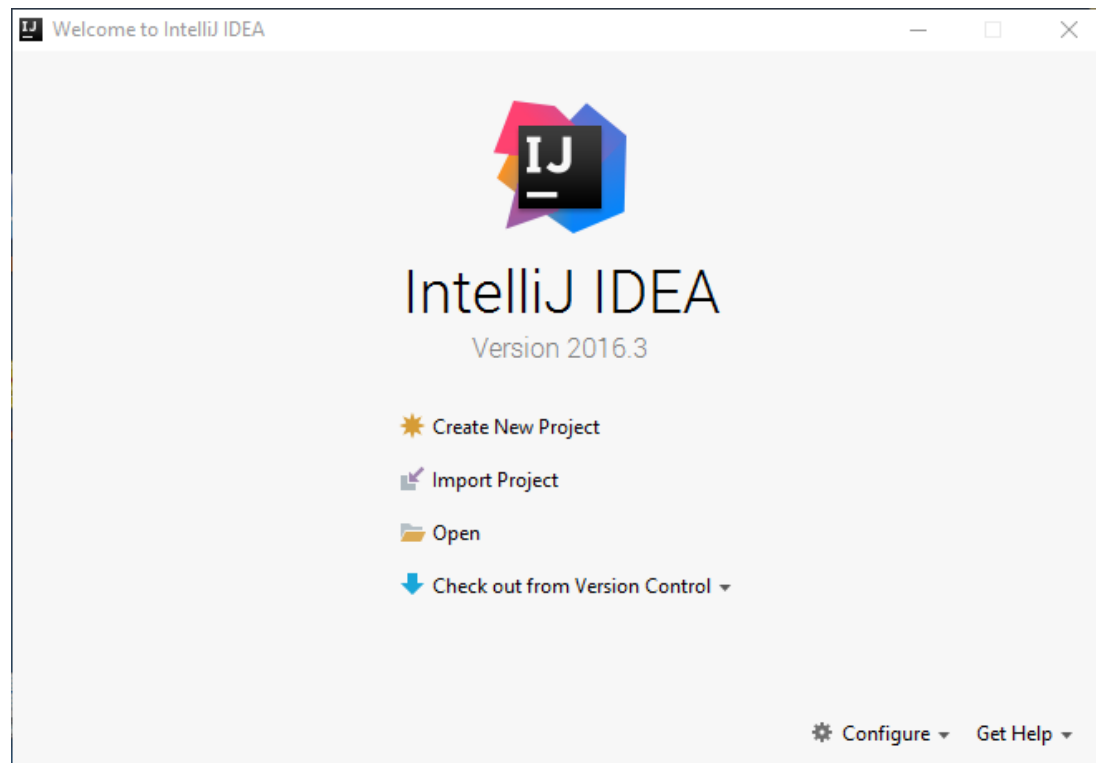 IJ Welcome to IntelliJ IDEA
IJ
IntelliJ IDEA
Version 2016.3
Create New Project
Import Project
Open
Check out from Version Control
Configure Get Help